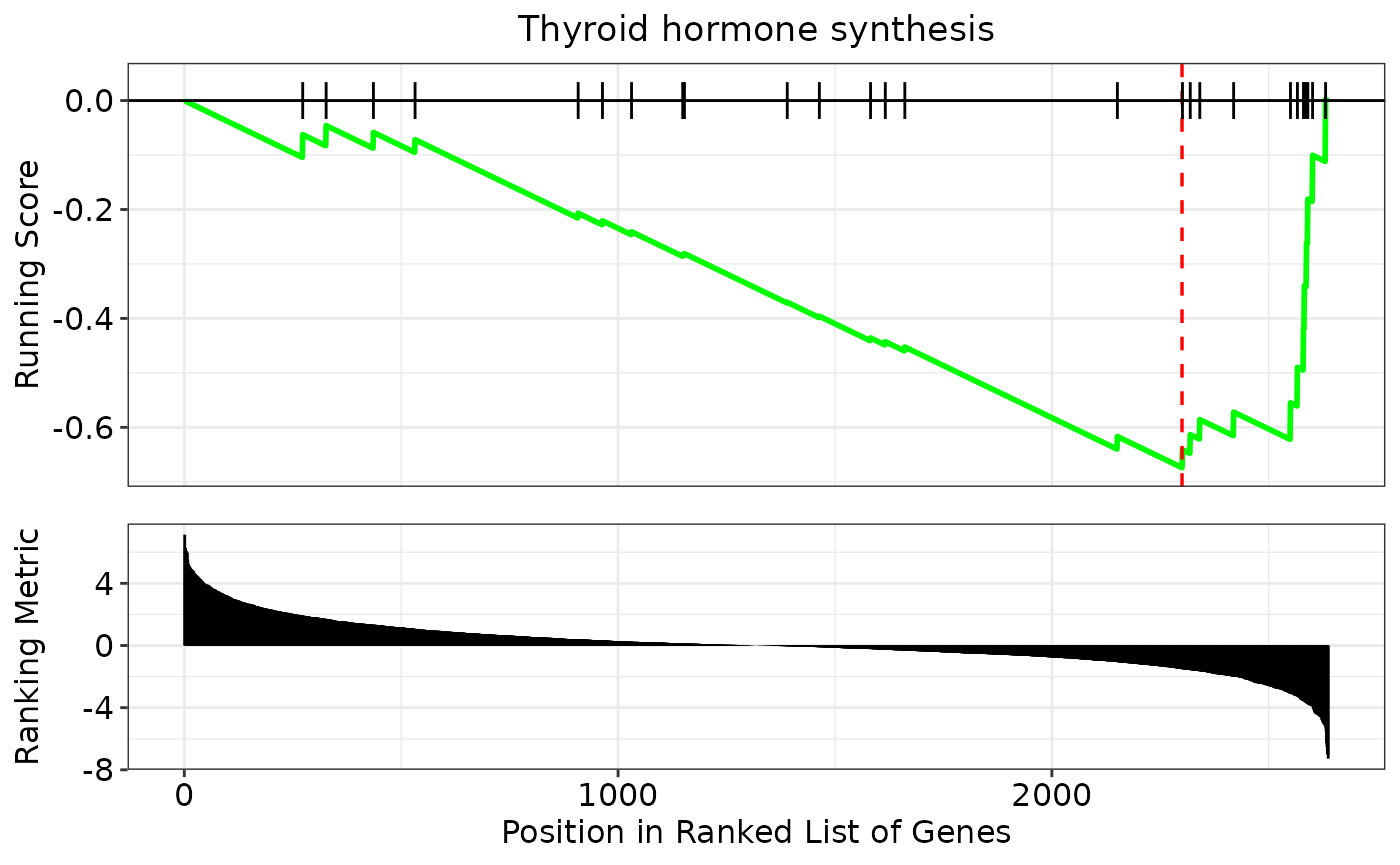 Thyroid hormone synthesis
Running Score
0.0
-0.2
-0.4
-0.6
Ranking Metric
4
0
-4
-8
0 1000 2000
Position in Ranked List of Genes